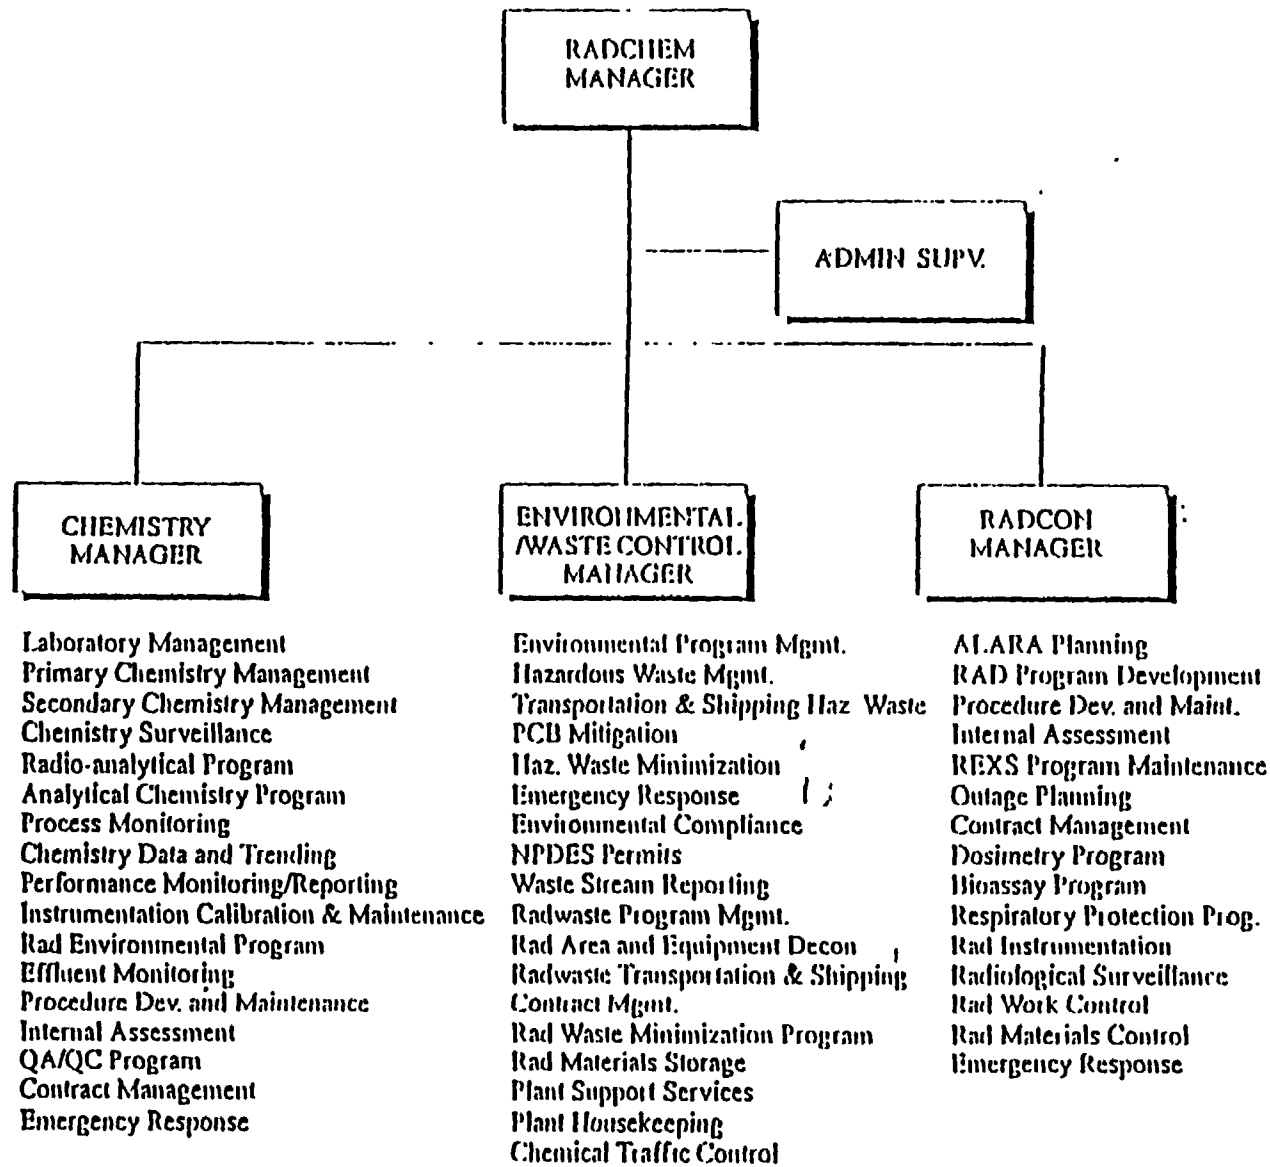 RADCHEM
MANAGER
ADMIN SUPV.
CHEMISTRY
MANAGER
ENVIRONMENTAL
/WASTE CONTROL
MANAGER
RADCON
MANAGER
Laboratory Management
Primary Chemistry Management
Secondary Chemistry Management
Chemistry Surveillance
Radio-analytical Program
Analytical Chemistry Program
Process Monitoring
Chemistry Data and Trending
Performance Monitoring/Reporting
Instrumentation Calibration & Maintenance
Rad Environmental Program
Effluent Monitoring
Procedure Dev. and Maintenance
Internal Assessment
QA/QC Program
Contract Management
Emergency Response
Environmental Program Mgmt.
Hazardous Waste Mgmt.
Transportation & Shipping Haz Waste
PCB Mitigation
Haz. Waste Minimization
Emergency Response
Environmental Compliance
NPDES Permits
Waste Stream Reporting
Radwaste Program Mgmt.
Rad Area and Equipment Decon
Radwaste Transportation & Shipping
Contract Mgmt.
Rad Waste Minimization Program
Rad Materials Storage
Plant Support Services
Plant Housekeeping
Chemical Traffic Control
ALARA Planning
RAD Program Development
Procedure Dev. and Maint.
Internal Assessment
REXS Program Maintenance
Outage Planning
Contract Management
Dosimetry Program
Bioassay Program
Respiratory Protection Prog.
Rad Instrumentation
Radiological Surveillance
Rad Work Control
Rad Materials Control
Emergency Response